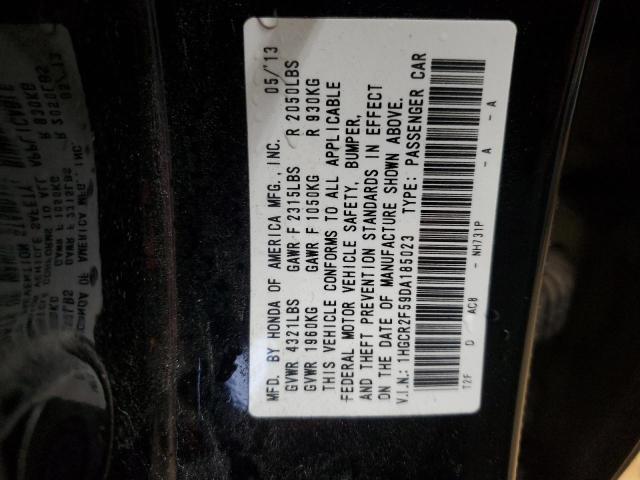 MFD. BY HONDA OF AMERICA MFG., INC. 05/'13
GVWR 4321LBS GAWR F 2315LBS R 2050LBS
GVWR 1960KG GAWR F 1050KG R 930KG
THIS VEHICLE CONFORMS TO ALL APPLICABLE
FEDERAL MOTOR VEHICLE SAFETY, BUMPER,
AND THEFT PREVENTION STANDARDS IN EFFECT
ON THE DATE OF MANUFACTURE SHOWN ABOVE.
V.I.N.: 1HGCR2F59DA185023 TYPE: PASSENGER CAR
T2F D AC8 - NH731P - A - A